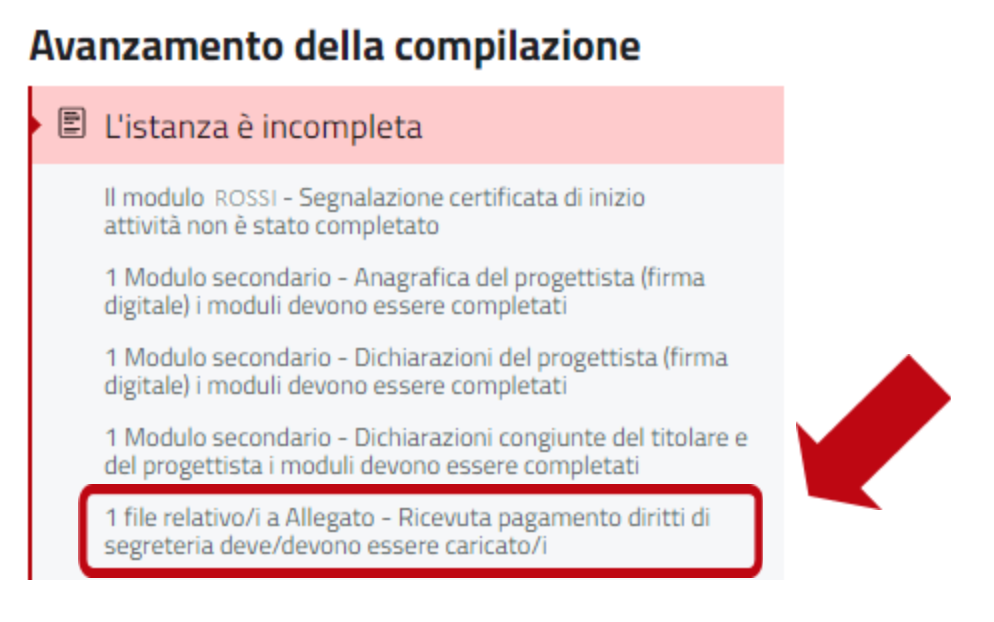 Avanzamento della compilazione
L'istanza è incompleta
Il modulo ROSSI - Segnalazione certificata di inizio
attività non è stato completato
1 Modulo secondario - Anagrafica del progettista (firma
digitale) i moduli devono essere completati
1 Modulo secondario - Dichiarazioni del progettista (firma
digitale) i moduli devono essere completati
1 Modulo secondario - Dichiarazioni congiunte del titolare e
del progettista i moduli devono essere completati
1 file relativo/i a Allegato - Ricevuta pagamento diritti di
segreteria deve/devono essere caricato/i